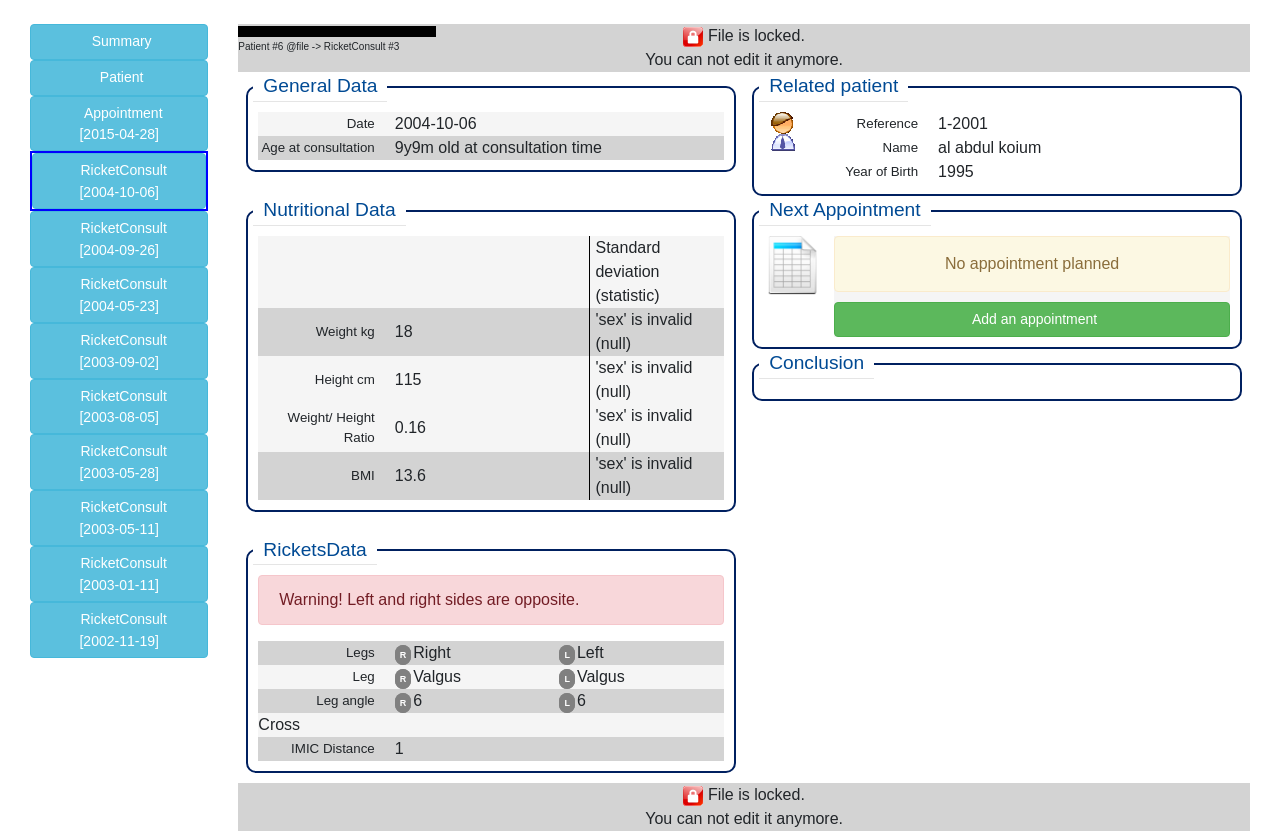 Summary
Patient
Appointment
[2015-04-28]
RicketConsult
[2004-10-06]
RicketConsult
[2004-09-26]
RicketConsult
[2004-05-23]
RicketConsult
[2003-09-02]
RicketConsult
[2003-08-05]
RicketConsult
[2003-05-28]
RicketConsult
[2003-05-11]
RicketConsult
[2003-01-11]
RicketConsult
[2002-11-19]
Patient #6 @file -> RicketConsult #3
File is locked.
You can not edit it anymore.
General Data
Date 2004-10-06
Age at consultation 9y9m old at consultation time
Nutritional Data
Standard
deviation
(statistic)
Weight kg 18 'sex' is invalid
(null)
Height cm 115 'sex' is invalid
(null)
Weight/ Height
Ratio 0.16 'sex' is invalid
(null)
BMI 13.6 'sex' is invalid
(null)
RicketsData
Warning! Left and right sides are opposite.
Legs R Right L Left
Leg R Valgus L Valgus
Leg angle R 6 L 6
Cross
IMIC Distance 1
Related patient
Reference 1-2001
Name al abdul koium
Year of Birth 1995
Next Appointment
No appointment planned
Add an appointment
Conclusion
File is locked.
You can not edit it anymore.